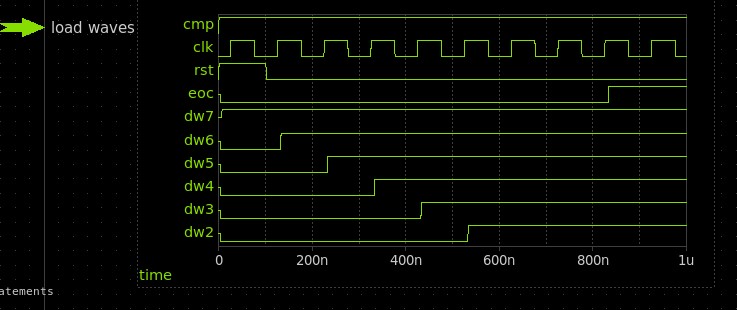 load waves
cmp
clk
rst
eoc
dw7
dw6
dw5
dw4
dw3
dw2
0 200n 400n 600n 800n 1u
time
atements